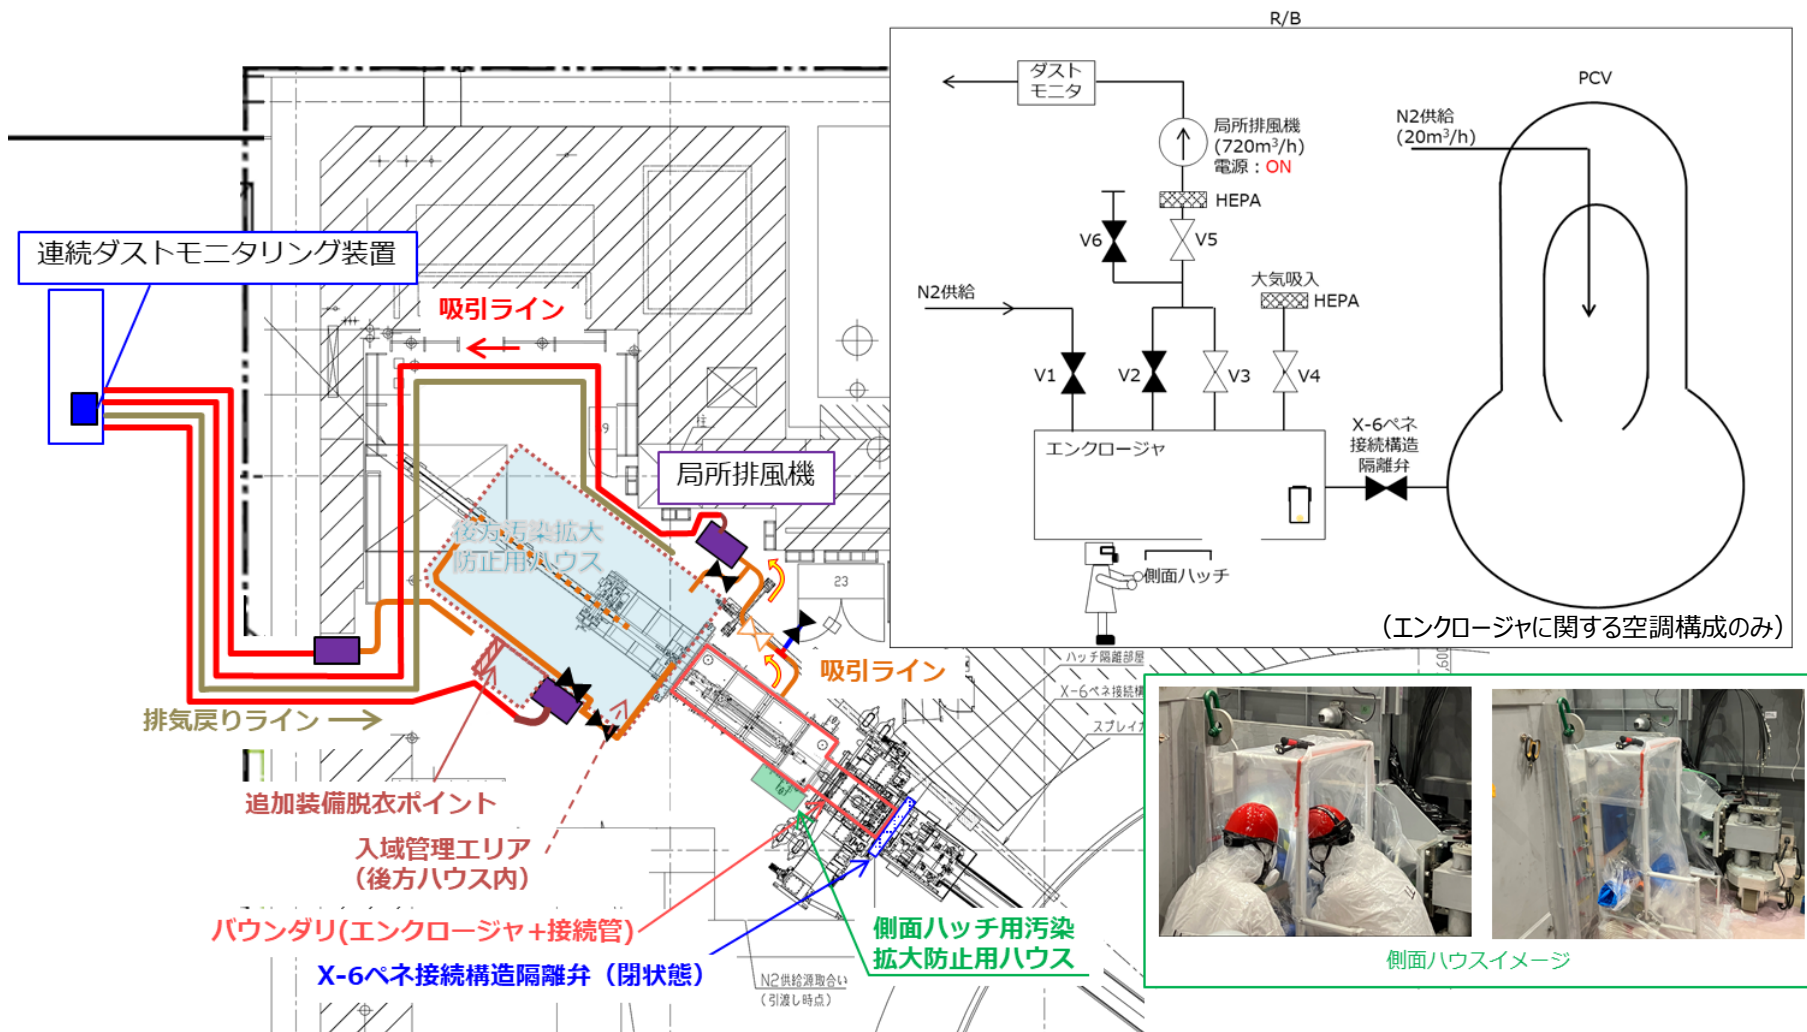 R/B
ダスト
モニタ
PCV
N2供給
(20m³/h)
局所排風機
(720m³/h)
電源：ON
HEPA
V6
V5
大気吸入
HEPA
N2供給
V1
V2
V3
V4
X-6ペネ
接続構造
隔離弁
エンクロージャ
側面ハッチ
（エンクロージャに関する空調構成のみ）
連続ダストモニタリング装置
吸引ライン
局所排風機
後方汚染拡大
防止用ハウス
23
吸引ライン
ハッチ隔離部屋
X-6ペネ接続構
スプレイカ
排気戻りライン
追加装備脱衣ポイント
入域管理エリア
（後方ハウス内）
バウンダリ(エンクロージャ+接続管)
X-6ペネ接続構造隔離弁（閉状態）
側面ハッチ用汚染
拡大防止用ハウス
N2供給源取合い
（引渡し時点）
側面ハウスイメージ